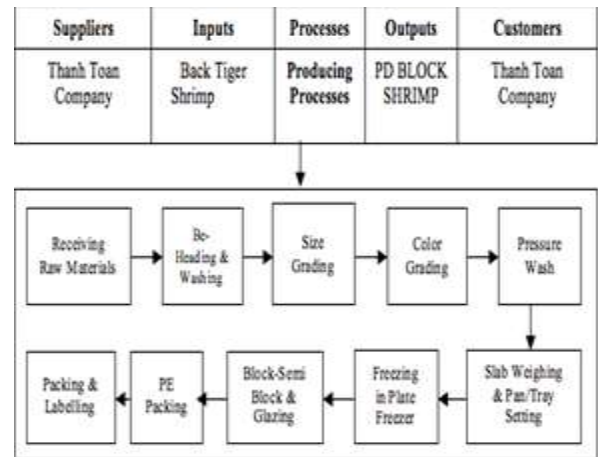 Suppliers Inputs Processes Outputs Customers
Thanh Toan Back Tiger Producing PD BLOCK Thanh Toan
Company Shrimp Processes SHRIMP Company
Receiving
Raw Materials
Be-
Heading &
Washing
Size
Grading
Color
Grading
Pressure
Wash
Slab Weighing
& Pan/Tray
Setting
Freezing
in Plate
Freezer
Block-Semi
Block &
Glazing
PE
Packing
Packing &
Labelling